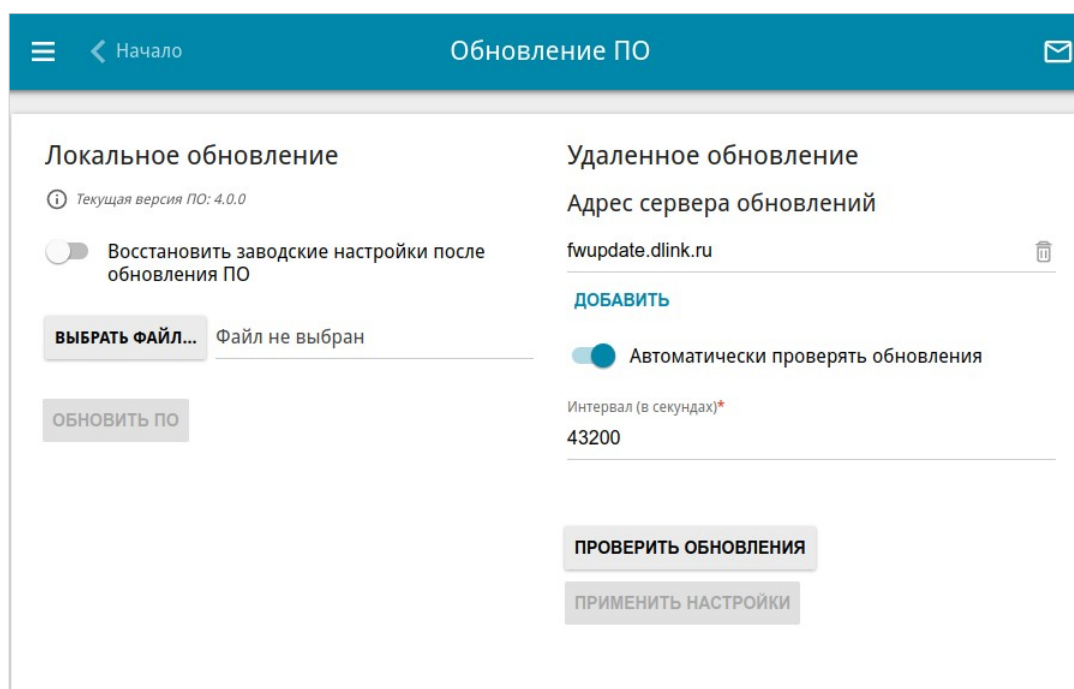 Начало
Обновление ПО
Локальное обновление
Текущая версия ПО: 4.0.0
Восстановить заводские настройки после
обновления ПО
ВЫБРАТЬ ФАЙЛ... Файл не выбран
ОБНОВИТЬ ПО
Удаленное обновление
Адрес сервера обновлений
fwupdate.dlink.ru
ДОБАВИТЬ
Автоматически проверять обновления
Интервал (в секундах)*
43200
ПРОВЕРИТЬ ОБНОВЛЕНИЯ
ПРИМЕНИТЬ НАСТРОЙКИ